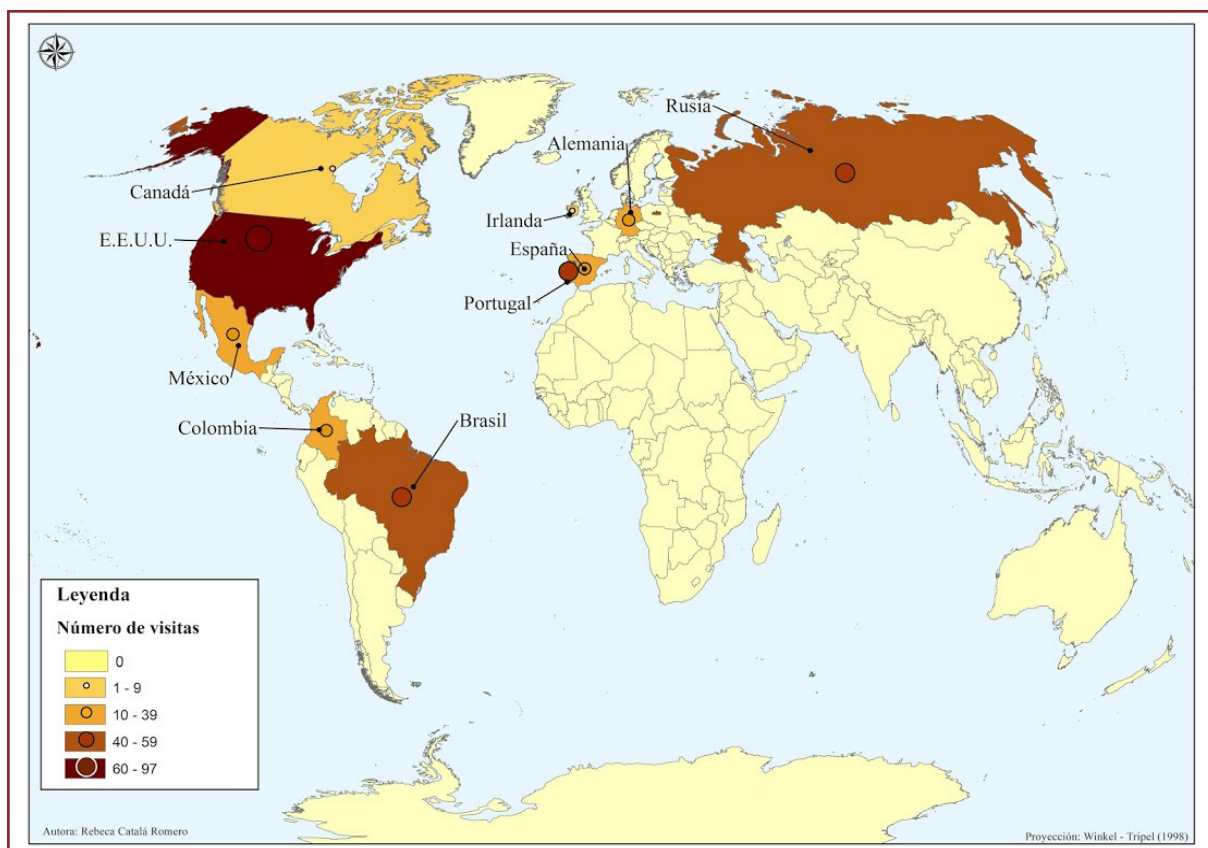 Rusia
Alemania
Canadá
Irlanda
E.E.U.U.
España
Portugal
México
Colombia
Brasil
Leyenda
Número de visitas
0
1 - 9
10 - 39
40 - 59
60 - 97
Autora: Rebeca Catalá Romero
Proyección: Winkel - Tripel (1998)